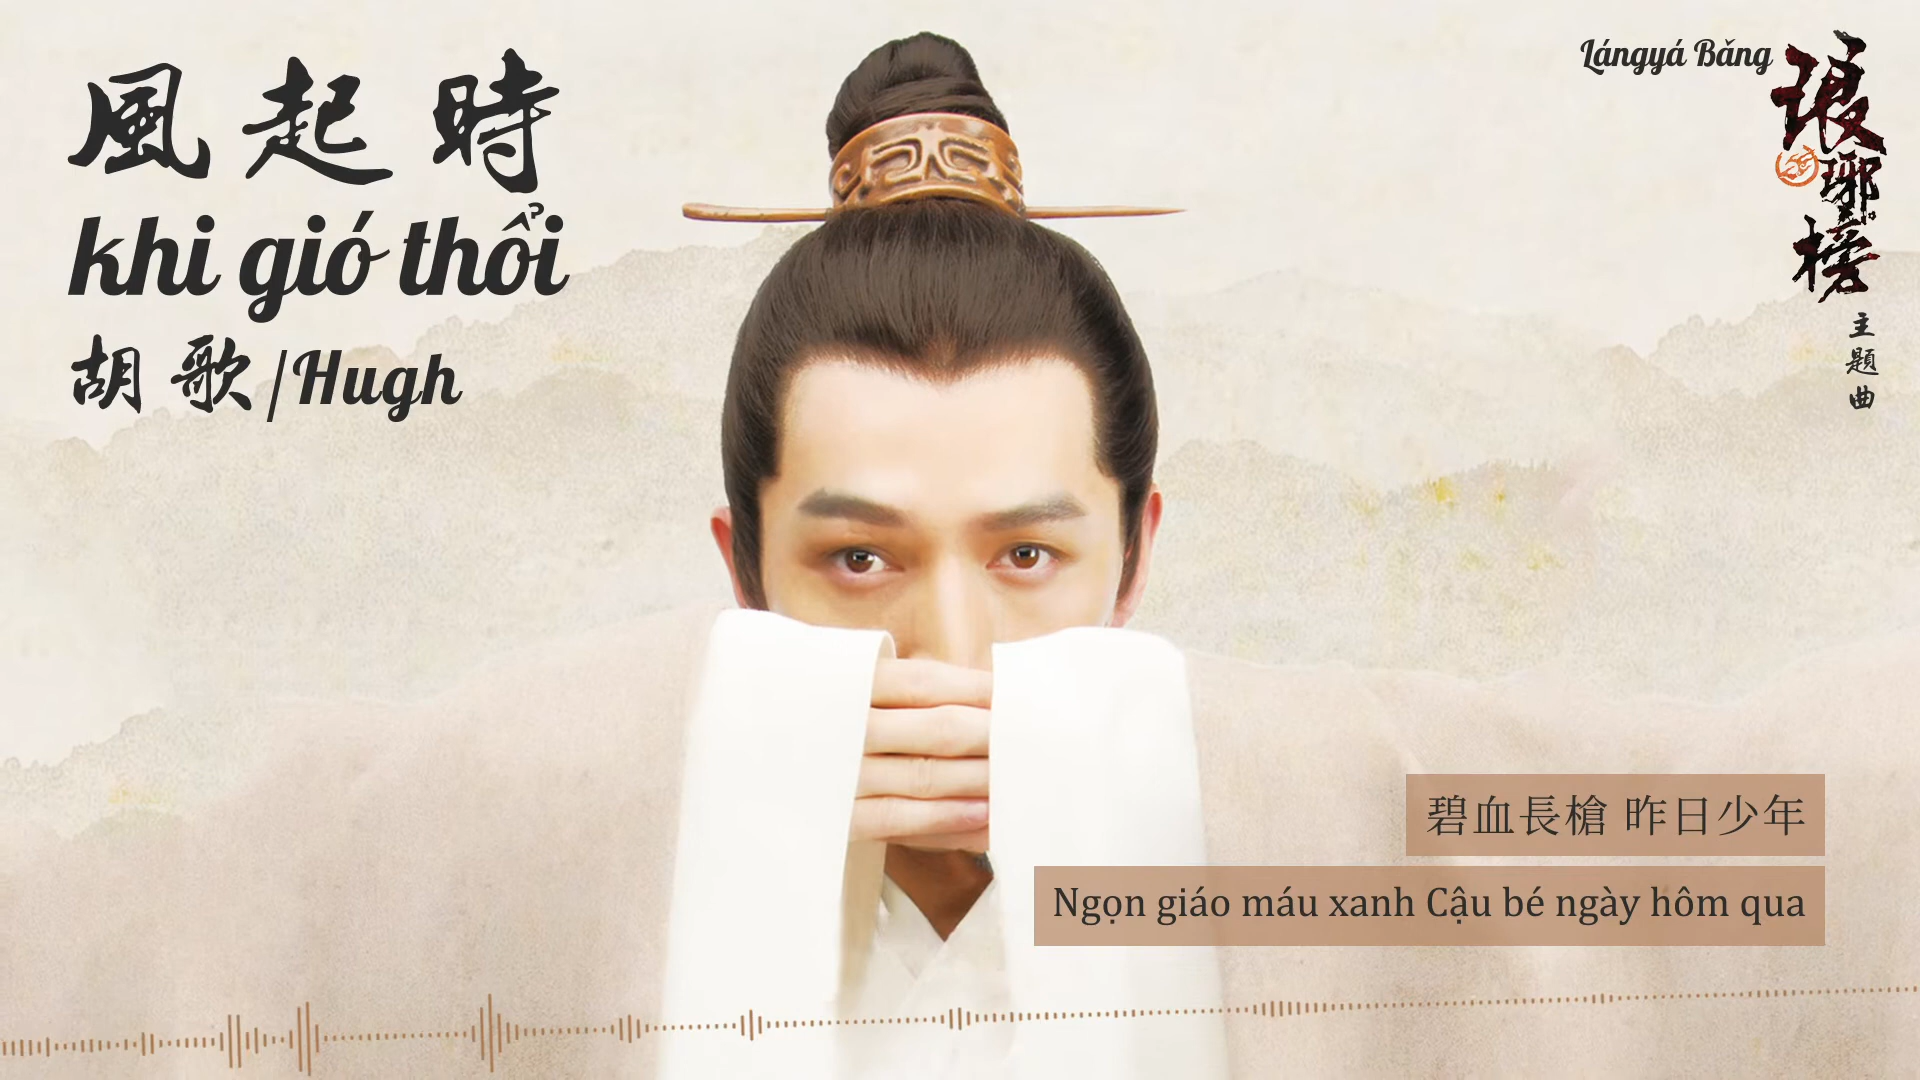 風起時
khi gió thổi
胡歌/Hugh
Lángyá Bǎng
琅琊榜
主題曲
碧血長槍 昨日少年
Ngọn giáo máu xanh Cậu bé ngày hôm qua